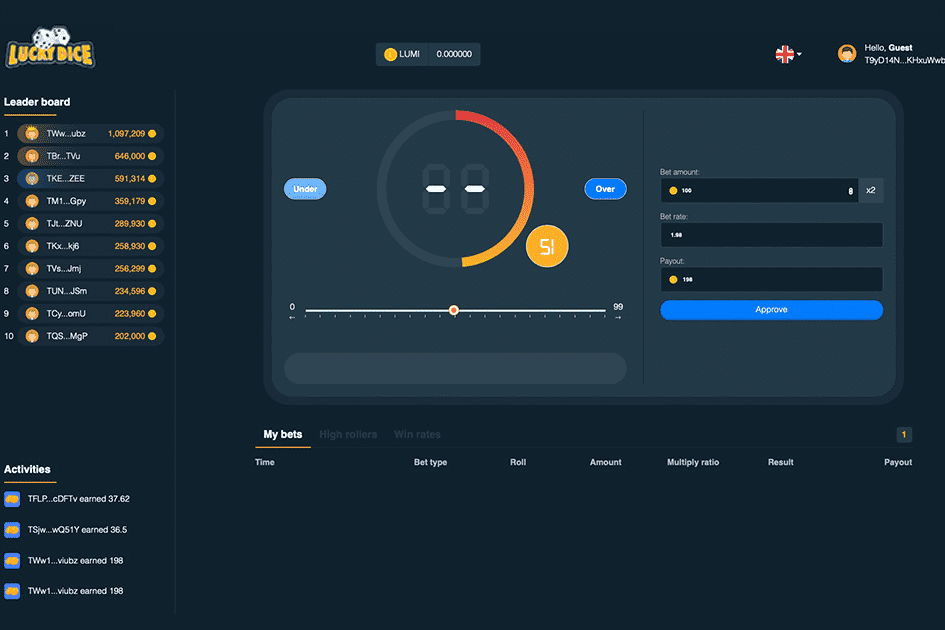 LUCKY DICE
LUMI 0.000000
Hello, Guest
T9yD14N...KHxuWwb
Leader board
1 TWw...ubz 1,097,209
2 TBr...TVu 646,000
3 TKE...ZEE 591,314
4 TM1...Gpy 359,179
5 TJt...ZNU 289,930
6 TKx...kj6 258,930
7 TVs...Jmj 256,299
8 TUN...JSm 234,596
9 TCy...omU 223,960
10 TQS...MgP 202,000
Activities
TFLP...cDFTv earned 37.62
TSjw...wQ51Y earned 36.5
TWw1...viubz earned 198
TWw1...viubz earned 198
Under
--
Over
51
0
99
Bet amount:
100
x2
Bet rate:
1.98
Payout:
198
Approve
My bets High rollers Win rates 1
Time Bet type Roll Amount Multiply ratio Result Payout